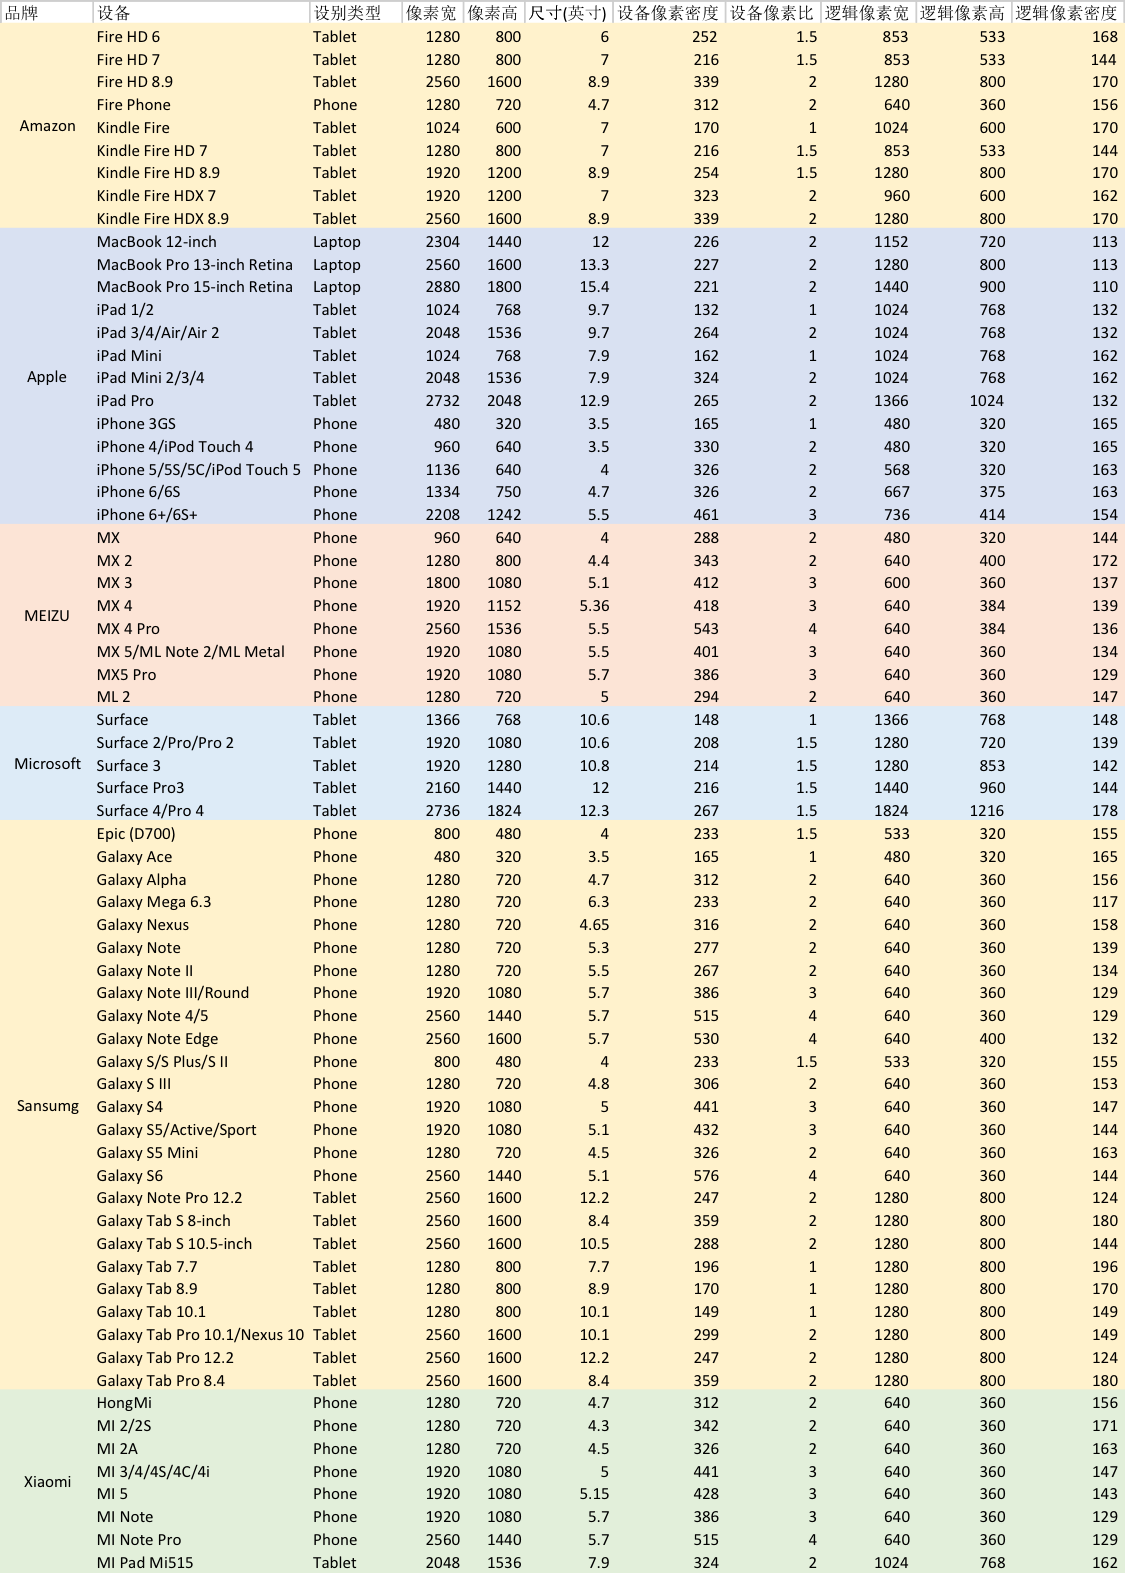 品牌 设备 设别类型 像素宽 像素高 尺寸(英寸) 设备像素密度 设备像素比 逻辑像素宽 逻辑像素高 逻辑像素密度
Fire HD 6 Tablet 1280 800 6 252 1.5 853 533 168
Fire HD 7 Tablet 1280 800 7 216 1.5 853 533 144
Fire HD 8.9 Tablet 2560 1600 8.9 339 2 1280 800 170
Fire Phone Phone 1280 720 4.7 312 2 640 360 156
Amazon Kindle Fire Tablet 1024 600 7 170 1 1024 600 170
Kindle Fire HD 7 Tablet 1280 800 7 216 1.5 853 533 144
Kindle Fire HD 8.9 Tablet 1920 1200 8.9 254 1.5 1280 800 170
Kindle Fire HDX 7 Tablet 1920 1200 7 323 2 960 600 162
Kindle Fire HDX 8.9 Tablet 2560 1600 8.9 339 2 1280 800 170
MacBook 12-inch Laptop 2304 1440 12 226 2 1152 720 113
MacBook Pro 13-inch Retina Laptop 2560 1600 13.3 227 2 1280 800 113
MacBook Pro 15-inch Retina Laptop 2880 1800 15.4 221 2 1440 900 110
iPad 1/2 Tablet 1024 768 9.7 132 1 1024 768 132
iPad 3/4/Air/Air 2 Tablet 2048 1536 9.7 264 2 1024 768 132
iPad Mini Tablet 1024 768 7.9 162 1 1024 768 162
Apple iPad Mini 2/3/4 Tablet 2048 1536 7.9 324 2 1024 768 162
iPad Pro Tablet 2732 2048 12.9 265 2 1366 1024 132
iPhone 3GS Phone 480 320 3.5 165 1 480 320 165
iPhone 4/iPod Touch 4 Phone 960 640 3.5 330 2 480 320 165
iPhone 5/5S/5C/iPod Touch 5 Phone 1136 640 4 326 2 568 320 163
iPhone 6/6S Phone 1334 750 4.7 326 2 667 375 163
iPhone 6+/6S+ Phone 2208 1242 5.5 461 3 736 414 154
MX Phone 960 640 4 288 2 480 320 144
MX 2 Phone 1280 800 4.4 343 2 640 400 172
MX 3 Phone 1800 1080 5.1 412 3 600 360 137
MX 4 Phone 1920 1152 5.36 418 3 640 384 139
MEIZU MX 4 Pro Phone 2560 1536 5.5 543 4 640 384 136
MX 5/ML Note 2/ML Metal Phone 1920 1080 5.5 401 3 640 360 134
MX5 Pro Phone 1920 1080 5.7 386 3 640 360 129
ML 2 Phone 1280 720 5 294 2 640 360 147
Surface Tablet 1366 768 10.6 148 1 1366 768 148
Surface 2/Pro/Pro 2 Tablet 1920 1080 10.6 208 1.5 1280 720 139
Microsoft Surface 3 Tablet 1920 1280 10.8 214 1.5 1280 853 142
Surface Pro3 Tablet 2160 1440 12 216 1.5 1440 960 144
Surface 4/Pro 4 Tablet 2736 1824 12.3 267 1.5 1824 1216 178
Epic (D700) Phone 800 480 4 233 1.5 533 320 155
Galaxy Ace Phone 480 320 3.5 165 1 480 320 165
Galaxy Alpha Phone 1280 720 4.7 312 2 640 360 156
Galaxy Mega 6.3 Phone 1280 720 6.3 233 2 640 360 117
Galaxy Nexus Phone 1280 720 4.65 316 2 640 360 158
Galaxy Note Phone 1280 720 5.3 277 2 640 360 139
Galaxy Note II Phone 1280 720 5.5 267 2 640 360 134
Galaxy Note III/Round Phone 1920 1080 5.7 386 3 640 360 129
Galaxy Note 4/5 Phone 2560 1440 5.7 515 4 640 360 129
Galaxy Note Edge Phone 2560 1600 5.7 530 4 640 400 132
Galaxy S/S Plus/S II Phone 800 480 4 233 1.5 533 320 155
Galaxy S III Phone 1280 720 4.8 306 2 640 360 153
Sansumg Galaxy S4 Phone 1920 1080 5 441 3 640 360 147
Galaxy S5/Active/Sport Phone 1920 1080 5.1 432 3 640 360 144
Galaxy S5 Mini Phone 1280 720 4.5 326 2 640 360 163
Galaxy S6 Phone 2560 1440 5.1 576 4 640 360 144
Galaxy Note Pro 12.2 Tablet 2560 1600 12.2 247 2 1280 800 124
Galaxy Tab S 8-inch Tablet 2560 1600 8.4 359 2 1280 800 180
Galaxy Tab S 10.5-inch Tablet 2560 1600 10.5 288 2 1280 800 144
Galaxy Tab 7.7 Tablet 1280 800 7.7 196 1 1280 800 196
Galaxy Tab 8.9 Tablet 1280 800 8.9 170 1 1280 800 170
Galaxy Tab 10.1 Tablet 1280 800 10.1 149 1 1280 800 149
Galaxy Tab Pro 10.1/Nexus 10 Tablet 2560 1600 10.1 299 2 1280 800 149
Galaxy Tab Pro 12.2 Tablet 2560 1600 12.2 247 2 1280 800 124
Galaxy Tab Pro 8.4 Tablet 2560 1600 8.4 359 2 1280 800 180
HongMi Phone 1280 720 4.7 312 2 640 360 156
MI 2/2S Phone 1280 720 4.3 342 2 640 360 171
MI 2A Phone 1280 720 4.5 326 2 640 360 163
Xiaomi MI 3/4/4S/4C/4i Phone 1920 1080 5 441 3 640 360 147
MI 5 Phone 1920 1080 5.15 428 3 640 360 143
MI Note Phone 1920 1080 5.7 386 3 640 360 129
MI Note Pro Phone 2560 1440 5.7 515 4 640 360 129
MI Pad Mi515 Tablet 2048 1536 7.9 324 2 1024 768 162